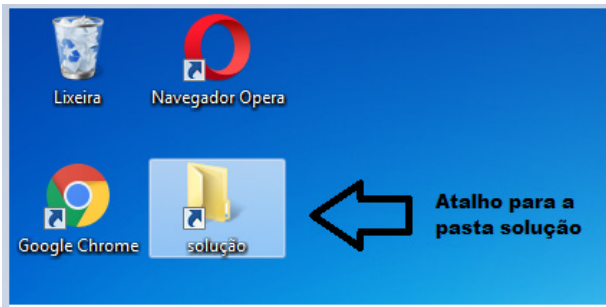 Lixeira
Navegador Opera
Google Chrome
solução
Atalho para a
pasta solução